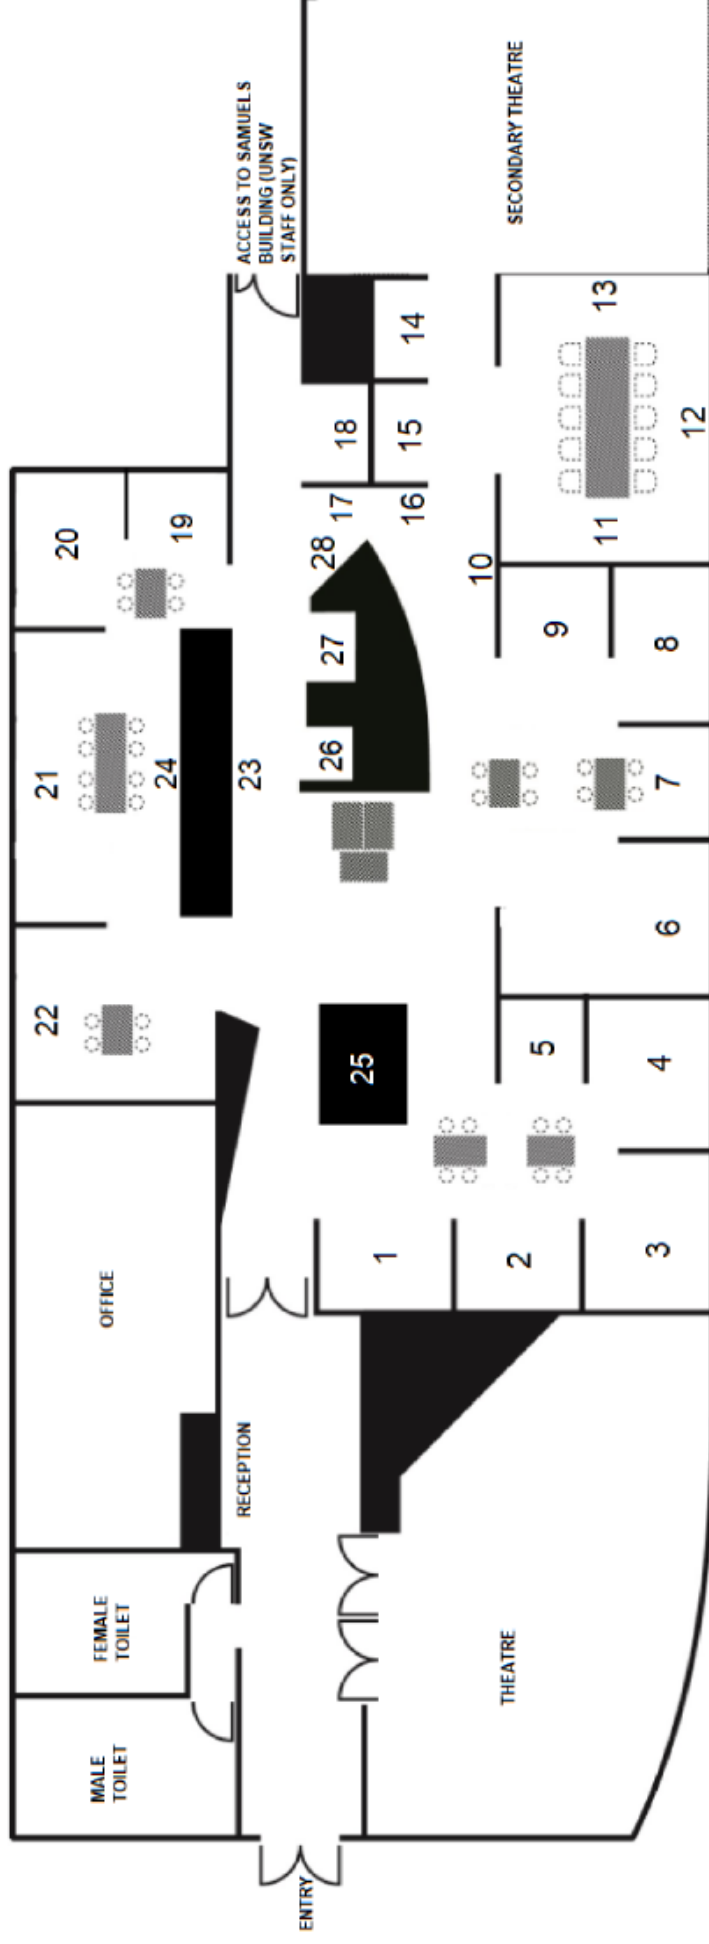 ACCESS TO SAMUELS
BUILDING (UNSW
STAFF ONLY)
SECONDARY THEATRE
13
14
12
11
15
18
16
17
28
10
9
8
27
26
7
6
5
4
3
2
1
25
23
24
21
20
19
22
OFFICE
RECEPTION
FEMALE
TOILET
MALE
TOILET
THEATRE
ENTRY